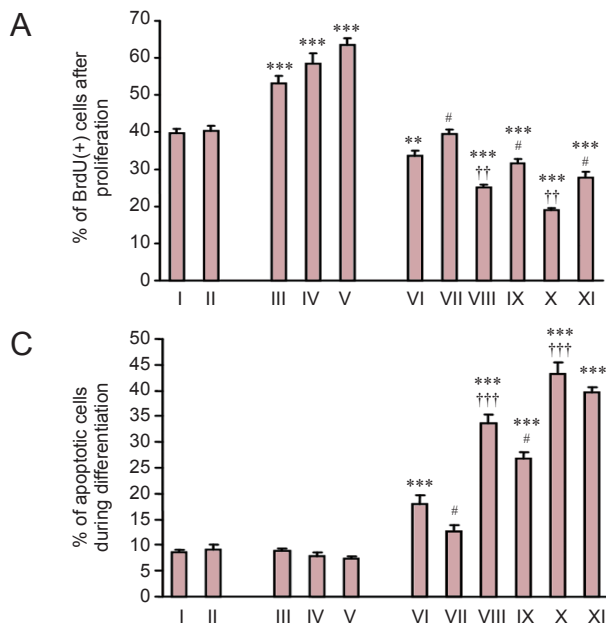 A
% of BrdU(+) cells after
proliferation
70
60
50
40
30
20
10
0
*** *** ***
** # *** †† *** # *** †† *** #
I II III IV V VI VII VIII IX X XI
C
% of apoptotic cells
during differentiation
50
45
40
35
30
25
20
15
10
5
0
*** # *** ††† *** # *** ††† ***
I II III IV V VI VII VIII IX X XI